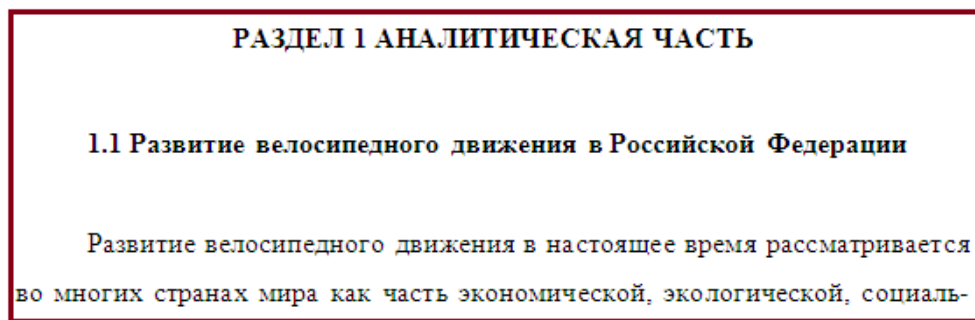 РАЗДЕЛ 1 АНАЛИТИЧЕСКАЯ ЧАСТЬ
1.1 Развитие велосипедного движения в Российской Федерации
Развитие велосипедного движения в настоящее время рассматривается
во многих странах мира как часть экономической, экологической, социаль-